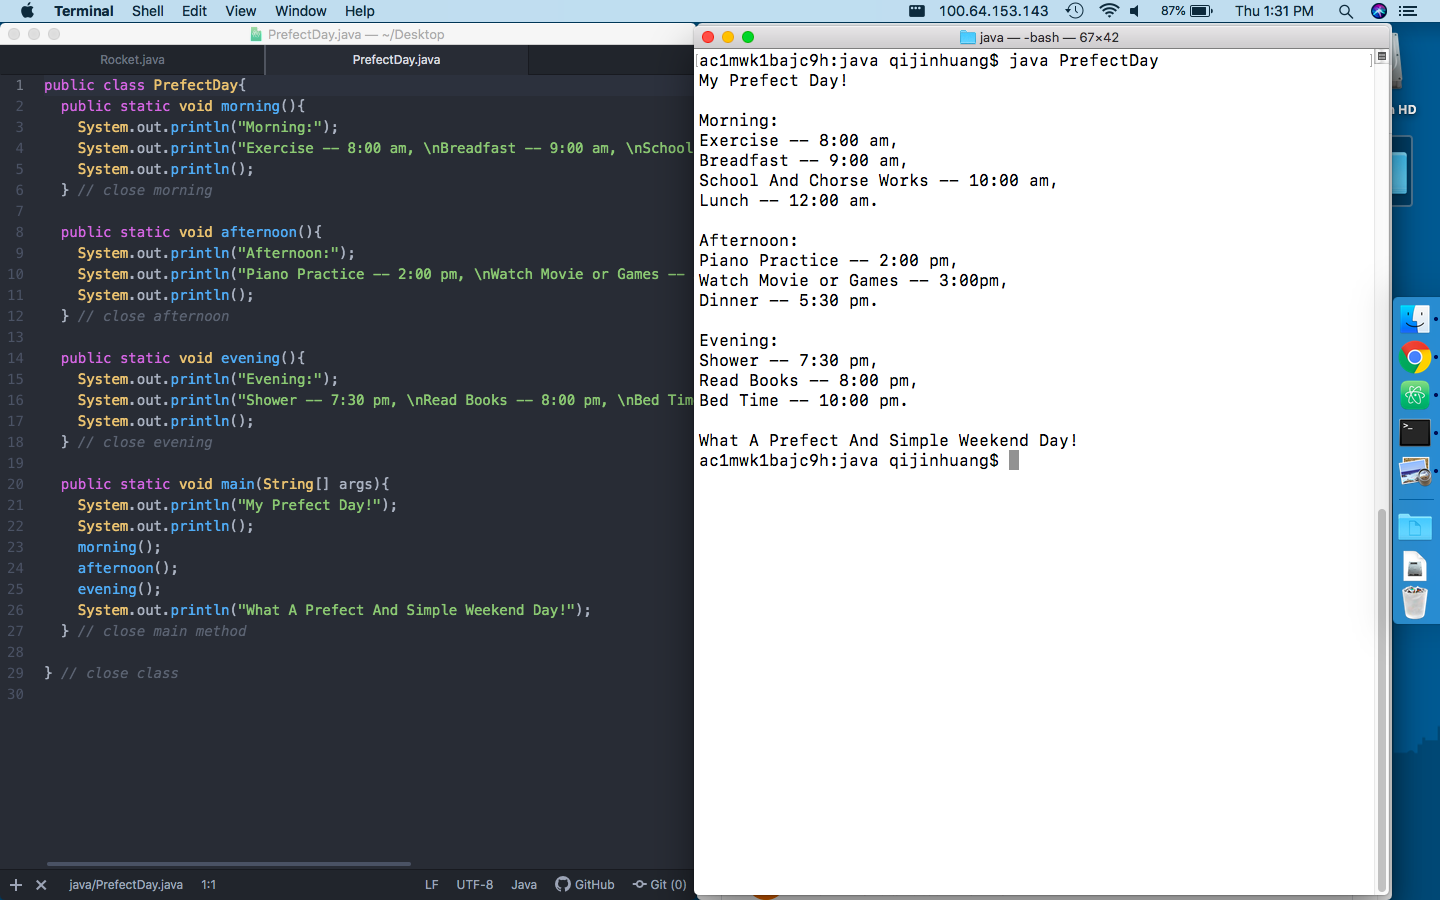 Terminal Shell Edit View Window Help 100.64.153.143 87% Thu 1:31 PM
PrefectDay.java — ~/Desktop
Rocket.java PrefectDay.java
1 public class PrefectDay{
2 public static void morning(){
3 System.out.println("Morning:");
4 System.out.println("Exercise -- 8:00 am, \nBreadfast -- 9:00 am, \nSchool
5 System.out.println();
6 } // close morning
7
8 public static void afternoon(){
9 System.out.println("Afternoon:");
10 System.out.println("Piano Practice -- 2:00 pm, \nWatch Movie or Games --
11 System.out.println();
12 } // close afternoon
13
14 public static void evening(){
15 System.out.println("Evening:");
16 System.out.println("Shower -- 7:30 pm, \nRead Books -- 8:00 pm, \nBed Tim
17 System.out.println();
18 } // close evening
19
20 public static void main(String[] args){
21 System.out.println("My Prefect Day!");
22 System.out.println();
23 morning();
24 afternoon();
25 evening();
26 System.out.println("What A Prefect And Simple Weekend Day!");
27 } // close main method
28
29 } // close class
30
java/PrefectDay.java 1:1 LF UTF-8 Java GitHub Git (0)
java — -bash — 67×42
[ac1mwk1bajc9h:java qijinhuang$ java PrefectDay ]
My Prefect Day!
Morning:
Exercise -- 8:00 am,
Breadfast -- 9:00 am,
School And Chorse Works -- 10:00 am,
Lunch -- 12:00 am.
Afternoon:
Piano Practice -- 2:00 pm,
Watch Movie or Games -- 3:00pm,
Dinner -- 5:30 pm.
Evening:
Shower -- 7:30 pm,
Read Books -- 8:00 pm,
Bed Time -- 10:00 pm.
What A Prefect And Simple Weekend Day!
ac1mwk1bajc9h:java qijinhuang$
HD